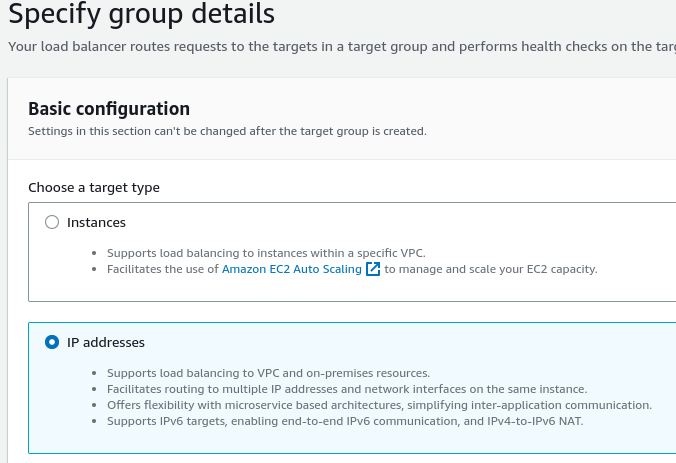 Specify group details
Your load balancer routes requests to the targets in a target group and performs health checks on the
Basic configuration
Settings in this section can't be changed after the target group is created.
Choose a target type
Instances
Supports load balancing to instances within a specific VPC.
Facilitates the use of Amazon EC2 Auto Scaling to manage and scale your EC2 capacity.
IP addresses
Supports load balancing to VPC and on-premises resources.
Facilitates routing to multiple IP addresses and network interfaces on the same instance.
Offers flexibility with microservice based architectures, simplifying inter-application communication.
Supports IPv6 targets, enabling end-to-end IPv6 communication, and IPv4-to-IPv6 NAT.